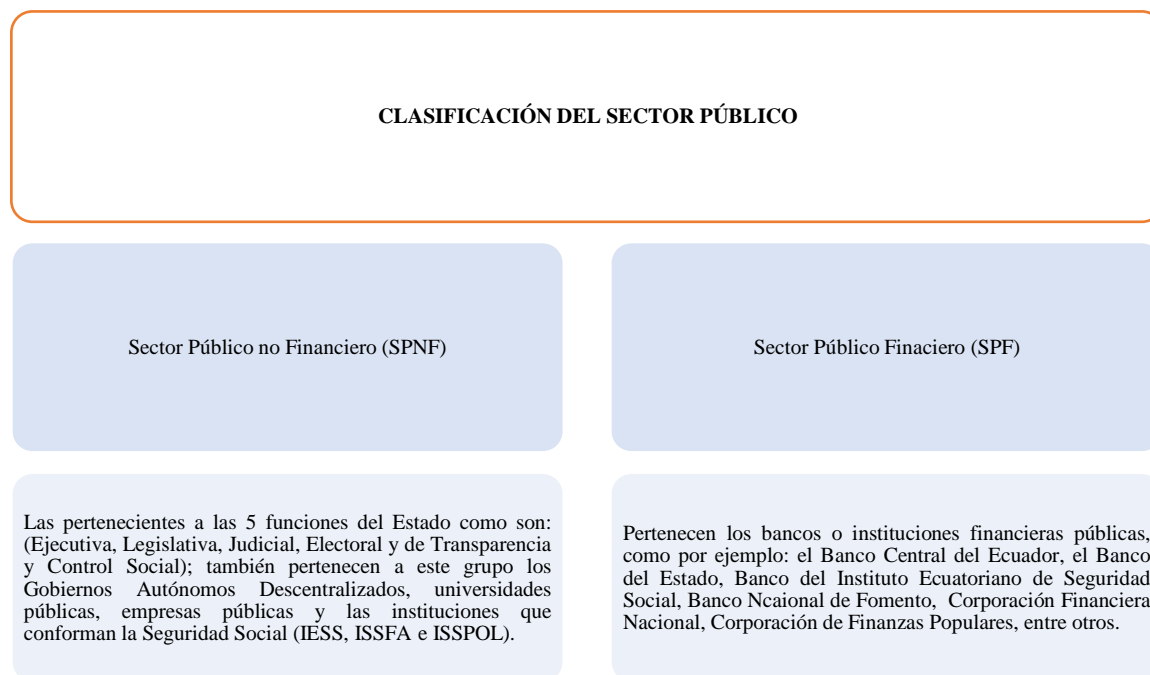 CLASIFICACIÓN DEL SECTOR PÚBLICO
Sector Público no Financiero (SPNF)
Sector Público Finaciero (SPF)
Las pertenecientes a las 5 funciones del Estado como son:
(Ejecutiva, Legislativa, Judicial, Electoral y de Transparencia
y Control Social); también pertenecen a este grupo los
Gobiernos Autónomos Descentralizados, universidades
públicas, empresas públicas y las instituciones que
conforman la Seguridad Social (IESS, ISSFA e ISSPOL).
Pertenecen los bancos o instituciones financieras públicas,
como por ejemplo: el Banco Central del Ecuador, el Banco
del Estado, Banco del Instituto Ecuatoriano de Seguridad
Social, Banco Ncaional de Fomento, Corporación Financiera
Nacional, Corporación de Finanzas Populares, entre otros.